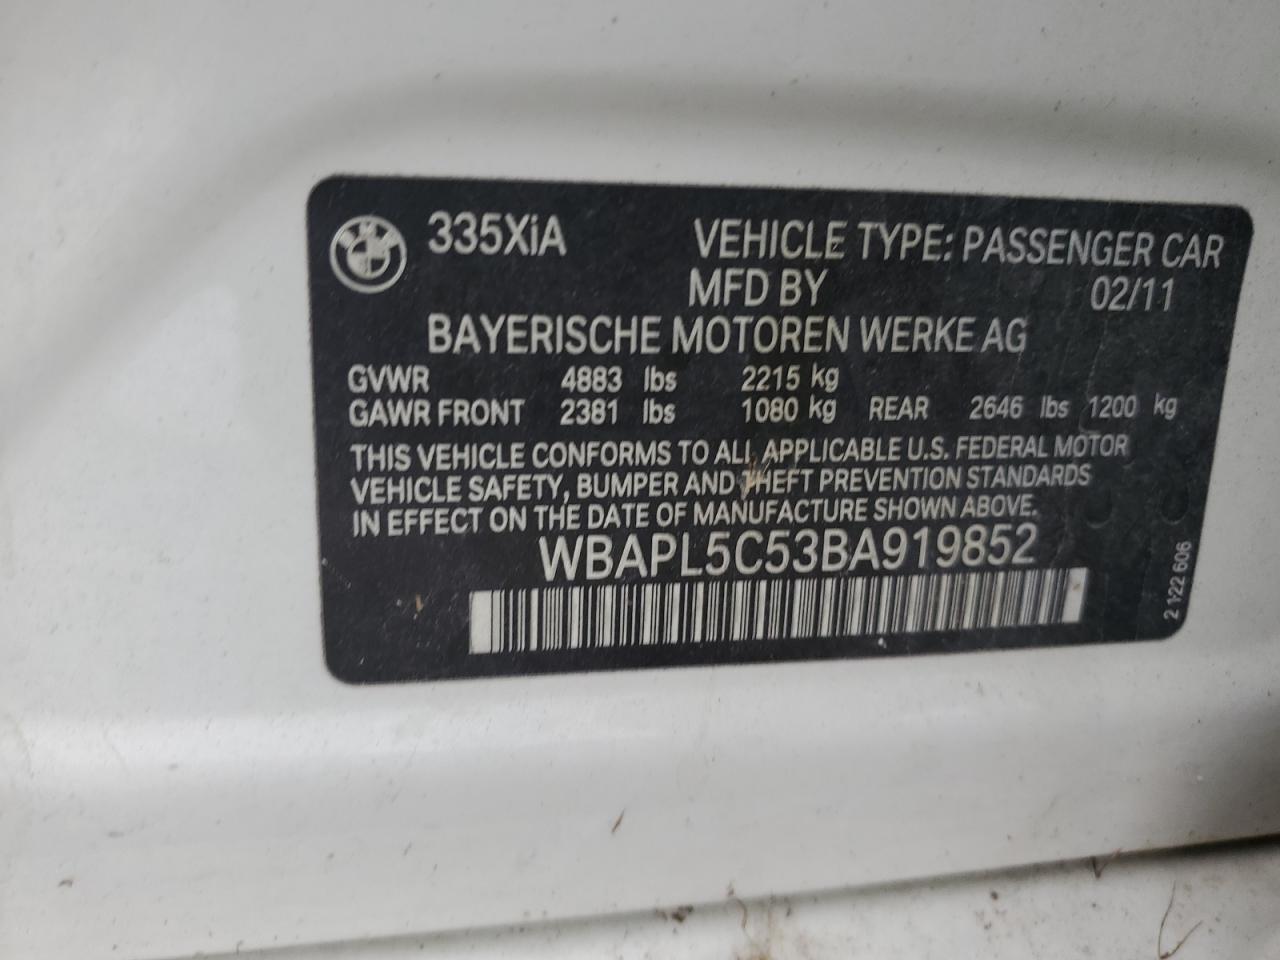 BMW
335XiA VEHICLE TYPE: PASSENGER CAR
MFD BY 02/11
BAYERISCHE MOTOREN WERKE AG
GVWR 4883 lbs 2215 kg
GAWR FRONT 2381 lbs 1080 kg REAR 2646 lbs 1200 kg
THIS VEHICLE CONFORMS TO ALL APPLICABLE U.S. FEDERAL MOTOR
VEHICLE SAFETY, BUMPER AND THEFT PREVENTION STANDARDS
IN EFFECT ON THE DATE OF MANUFACTURE SHOWN ABOVE.
WBAPL5C53BA919852
2 122 606